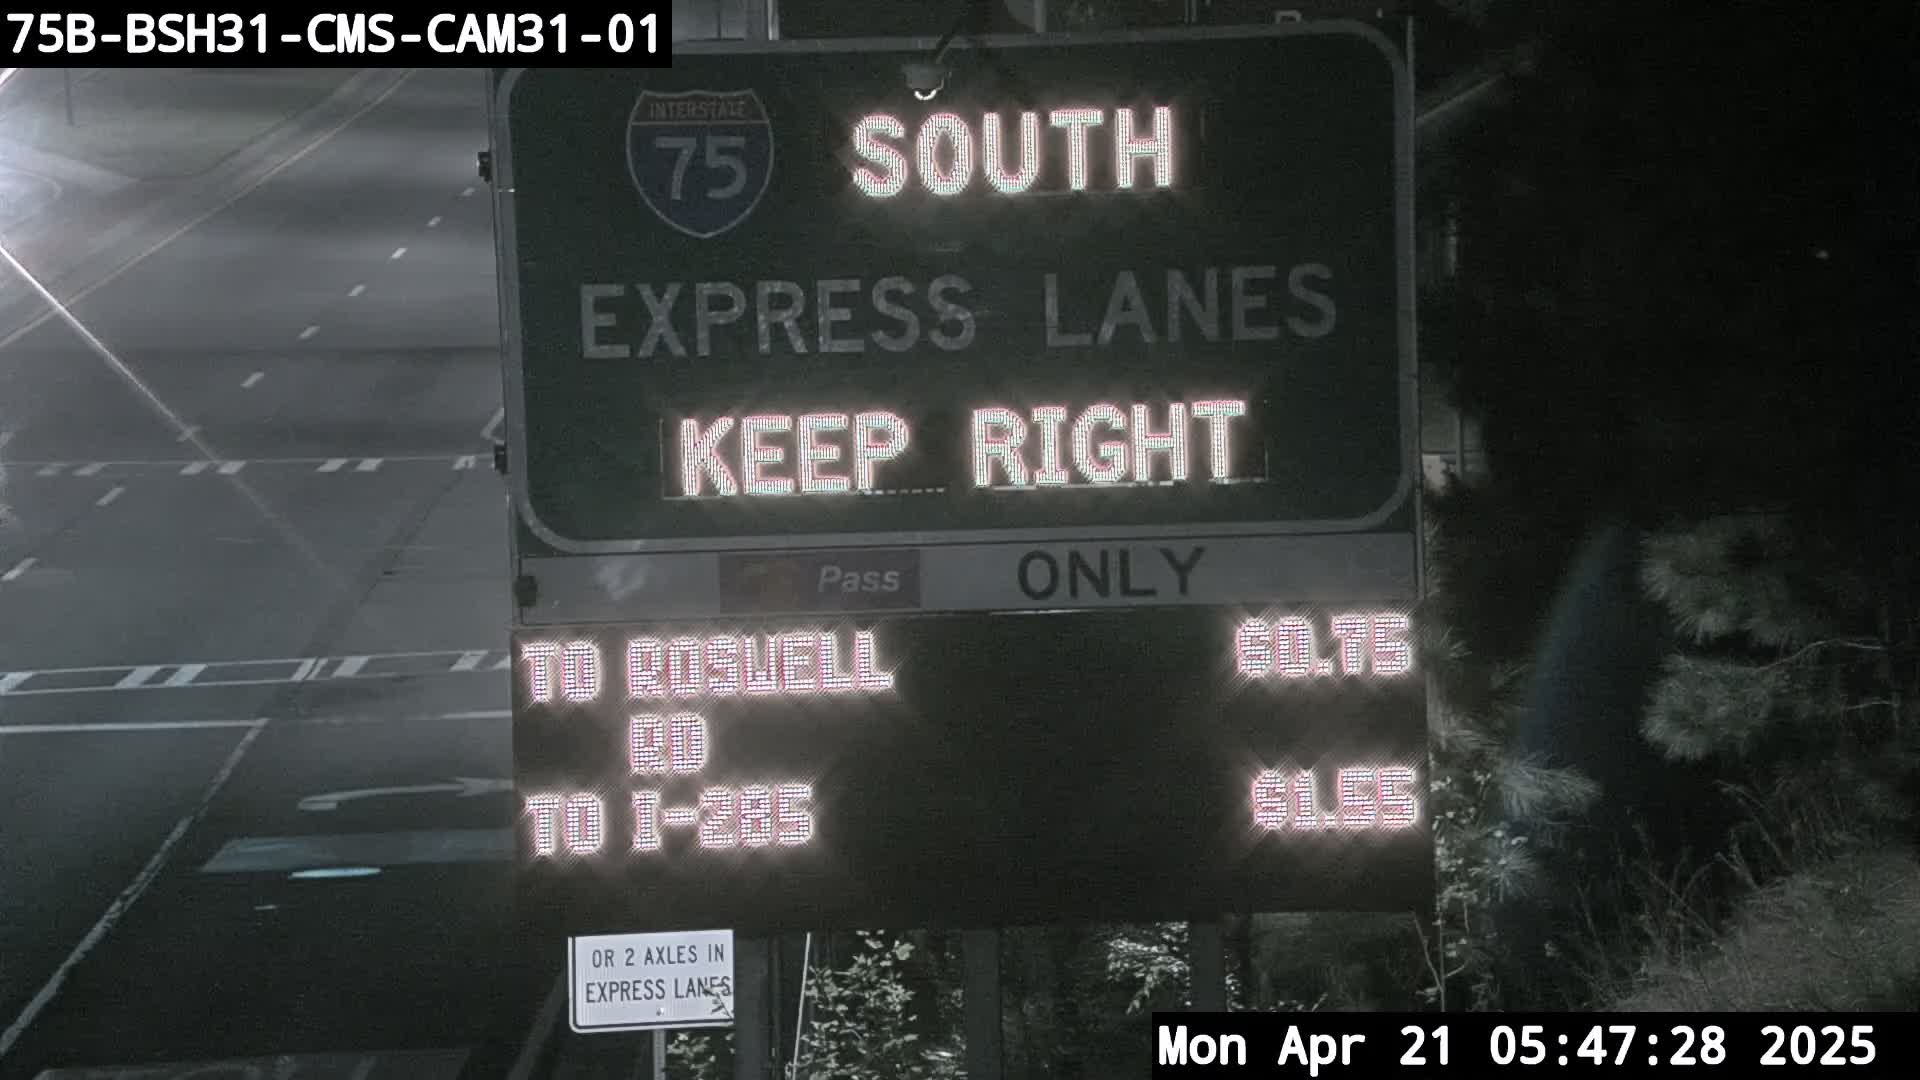 75B-BSH31-CMS-CAM31-01
INTERSTATE
75
SOUTH
EXPRESS LANES
KEEP RIGHT
Pass ONLY
TO ROSWELL $0.75
RD
TO I-285 $1.55
OR 2 AXLES IN
EXPRESS LANES
Mon Apr 21 05:47:28 2025